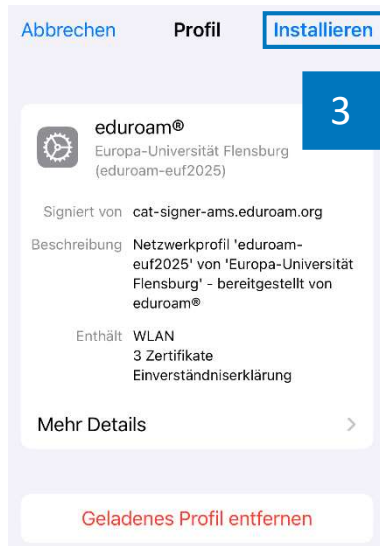 Abbrechen Profil Installieren
3
eduroam®
Europa-Universität Flensburg
(eduroam-euf2025)
Signiert von cat-signer-ams.eduroam.org
Beschreibung Netzwerkprofil 'eduroam-
euf2025' von 'Europa-Universität
Flensburg' - bereitgestellt von
eduroam®
Enthält WLAN
3 Zertifikate
Einverständniserklärung
Mehr Details
Geladenes Profil entfernen